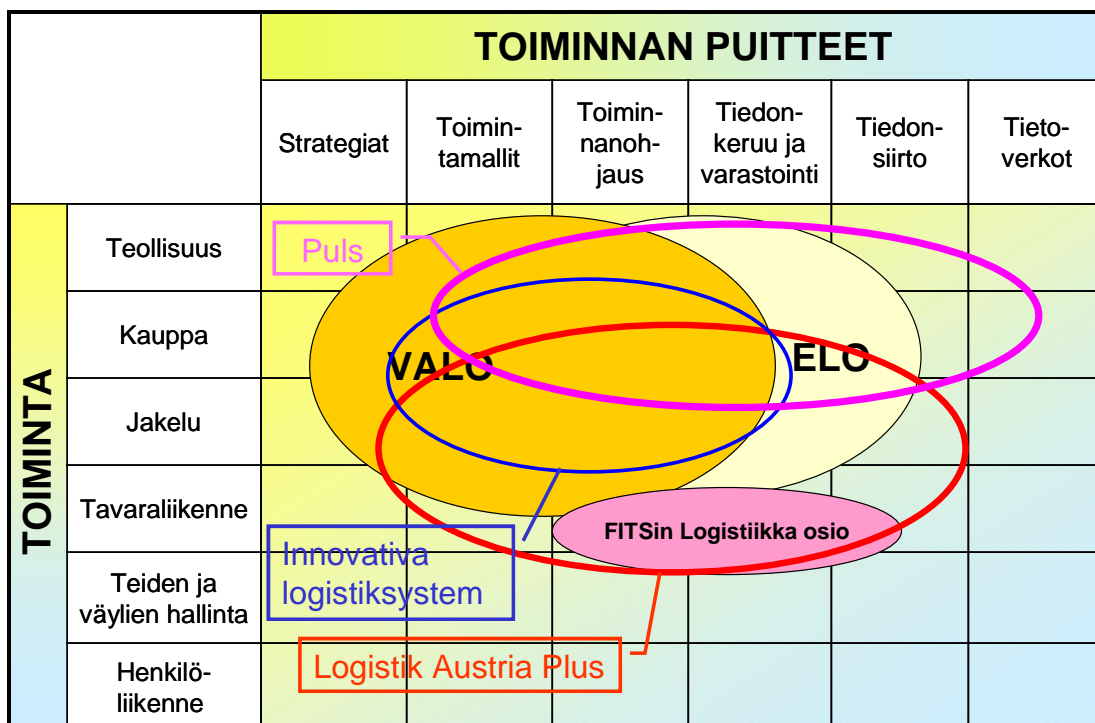 TOIMINNAN PUITTEET
Strategiat
Toimin-
tamallit
Toimin-
nanoh-
jaus
Tiedon-
keruu ja
varastointi
Tiedon-
siirto
Tieto-
verkot
TOIMINTA
Teollisuus
Puls
Kauppa
VALO
ELO
Jakelu
Tavaraliikenne
FITSin Logistiikka osio
Innovativa
logistiksystem
Teiden ja
väylien hallinta
Logistik Austria Plus
Henkilö-
liikenne